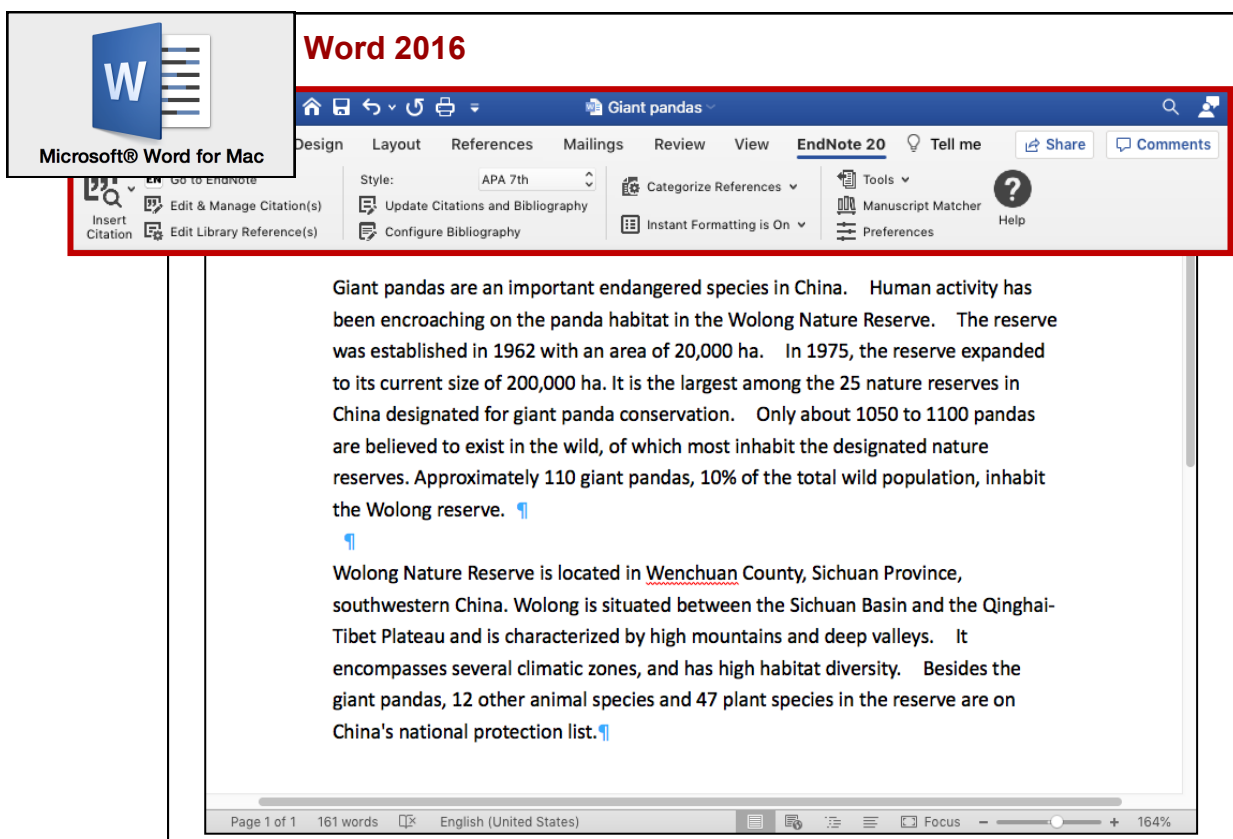 Word 2016
W
Microsoft® Word for Mac
Giant pandas
Design Layout References Mailings Review View EndNote 20 Tell me Share Comments
EN Go to EndNote Style: APA 7th Categorize References Tools
Edit & Manage Citation(s) Update Citations and Bibliography Manuscript Matcher
Insert Citation Edit Library Reference(s) Configure Bibliography Instant Formatting is On Preferences ? Help
Giant pandas are an important endangered species in China. Human activity has
been encroaching on the panda habitat in the Wolong Nature Reserve. The reserve
was established in 1962 with an area of 20,000 ha. In 1975, the reserve expanded
to its current size of 200,000 ha. It is the largest among the 25 nature reserves in
China designated for giant panda conservation. Only about 1050 to 1100 pandas
are believed to exist in the wild, of which most inhabit the designated nature
reserves. Approximately 110 giant pandas, 10% of the total wild population, inhabit
the Wolong reserve. ¶
¶
Wolong Nature Reserve is located in Wenchuan County, Sichuan Province,
southwestern China. Wolong is situated between the Sichuan Basin and the Qinghai-
Tibet Plateau and is characterized by high mountains and deep valleys. It
encompasses several climatic zones, and has high habitat diversity. Besides the
giant pandas, 12 other animal species and 47 plant species in the reserve are on
China's national protection list.¶
Page 1 of 1 161 words English (United States) Focus - + 164%